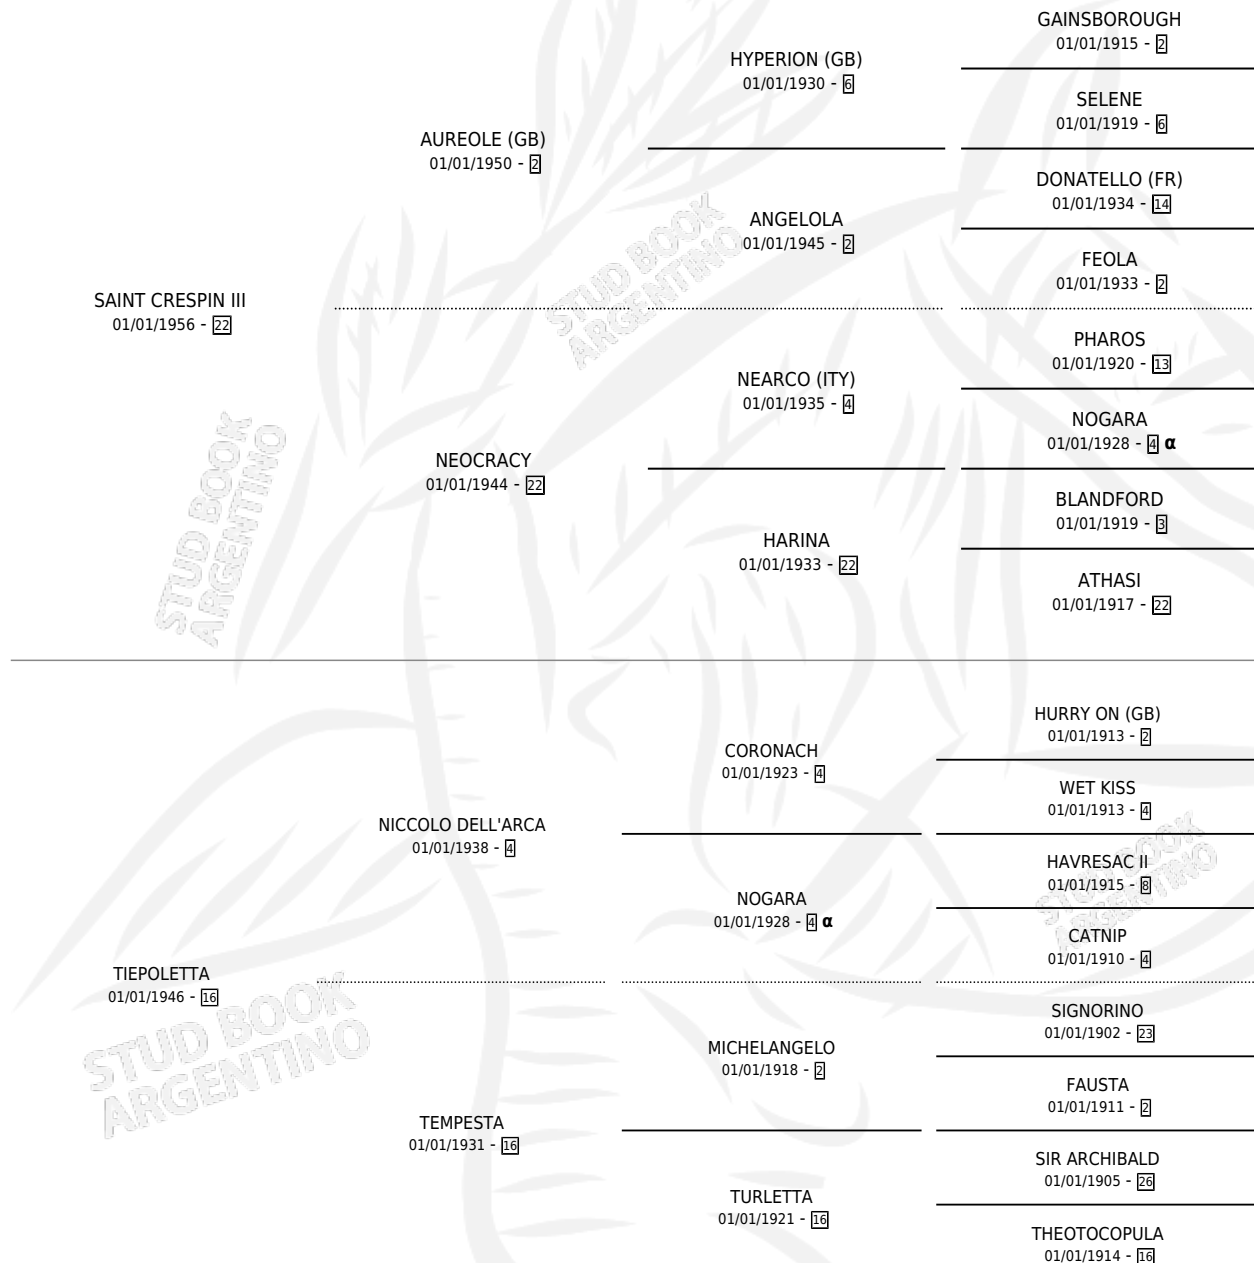 GAINSBOROUGH
01/01/1915 - 2
HYPERION (GB)
01/01/1930 - 6
SELENE
01/01/1919 - 6
AUREOLE (GB)
01/01/1950 - 2
DONATELLO (FR)
01/01/1934 - 14
ANGELOLA
01/01/1945 - 2
FEOLA
01/01/1933 - 2
SAINT CRESPIN III
01/01/1956 - 22
PHAROS
01/01/1920 - 13
NEARCO (ITY)
01/01/1935 - 4
NOGARA
01/01/1928 - 4 α
NEOCRACY
01/01/1944 - 22
BLANDFORD
01/01/1919 - 3
HARINA
01/01/1933 - 22
ATHASI
01/01/1917 - 22
HURRY ON (GB)
01/01/1913 - 2
CORONACH
01/01/1923 - 4
WET KISS
01/01/1913 - 4
NICCOLO DELL'ARCA
01/01/1938 - 4
HAVRESAC II
01/01/1915 - 8
NOGARA
01/01/1928 - 4 α
CATNIP
01/01/1910 - 4
TIEPOLETTA
01/01/1946 - 16
SIGNORINO
01/01/1902 - 23
MICHELANGELO
01/01/1918 - 2
FAUSTA
01/01/1911 - 2
TEMPESTA
01/01/1931 - 16
SIR ARCHIBALD
01/01/1905 - 26
TURLETTA
01/01/1921 - 16
THEOTOCOPULA
01/01/1914 - 16
STUD BOOK
ARGENTINO
STUD BOOK
ARGENTINO
STUD BOOK
ARGENTINO
STUD BOOK
ARGENTINO